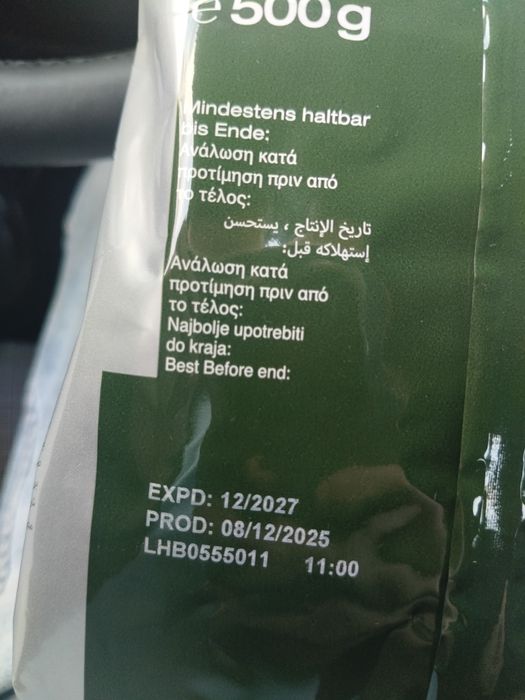 ℮ 500 g
Mindestens haltbar
bis Ende:
Ανάλωση κατά
προτίμηση πριν από
το τέλος:
تاريخ الإنتاج ، يستحسن
إستهلاكه قبل:
Ανάλωση κατά
προτίμηση πριν από
το τέλος:
Najbolje upotrebiti
do kraja:
Best Before end:
EXPD: 12/2027
PROD: 08/12/2025
LHB0555011 11:00